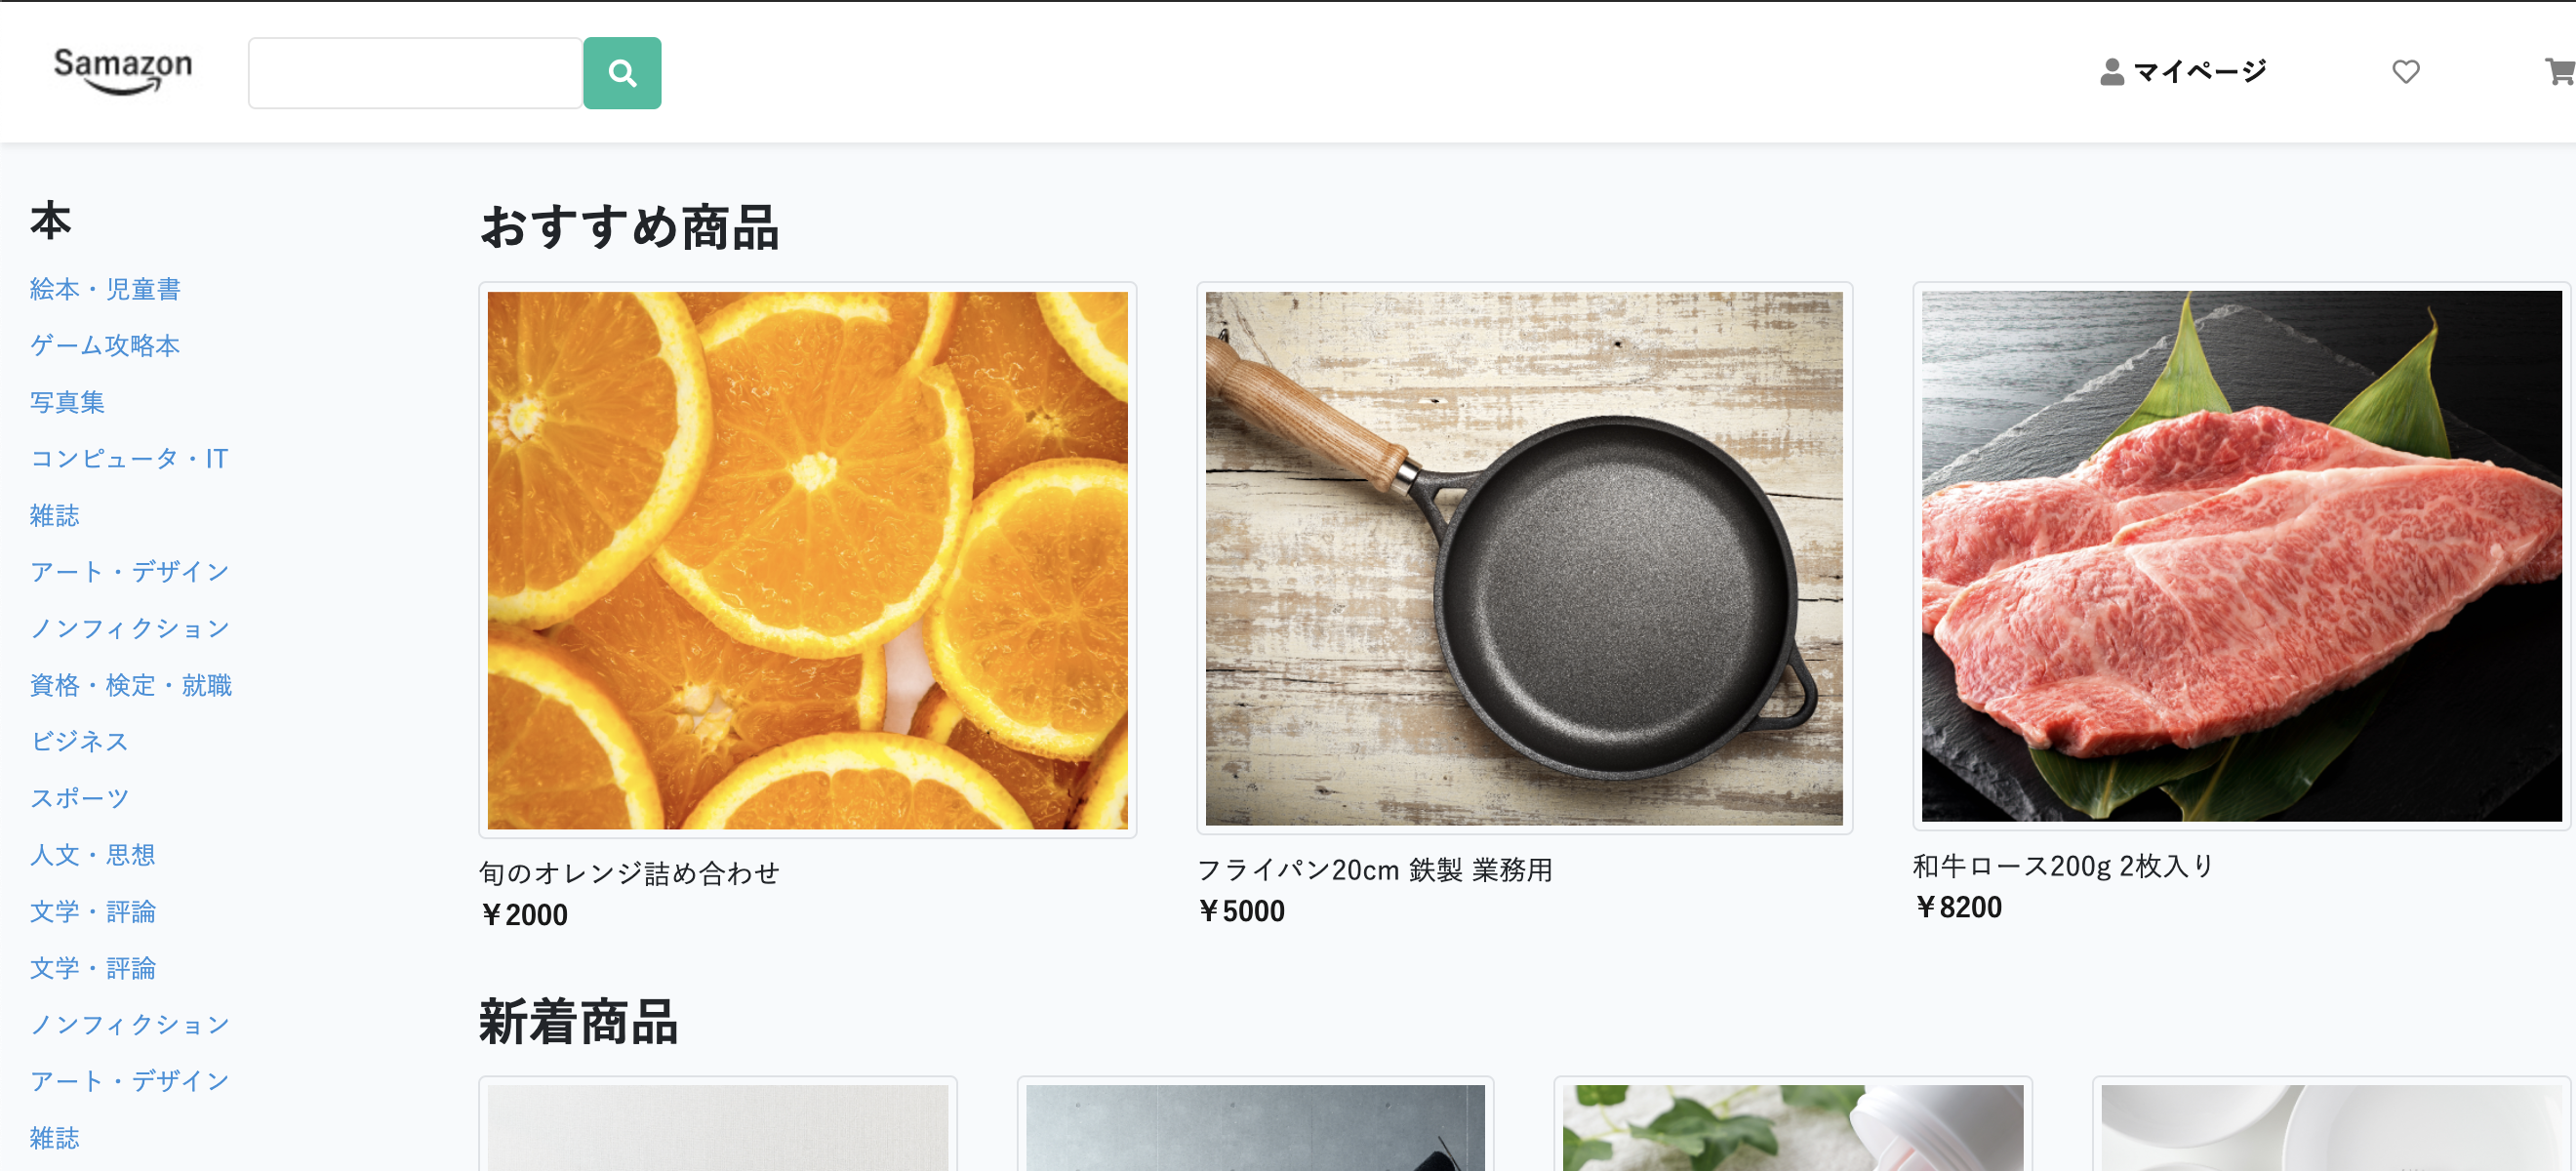 Samazon
マイページ
本
絵本・児童書
ゲーム攻略本
写真集
コンピュータ・IT
雑誌
アート・デザイン
ノンフィクション
資格・検定・就職
ビジネス
スポーツ
人文・思想
文学・評論
文学・評論
ノンフィクション
アート・デザイン
雑誌
おすすめ商品
旬のオレンジ詰め合わせ
￥2000
フライパン20cm 鉄製 業務用
￥5000
和牛ロース200g 2枚入り
￥8200
新着商品